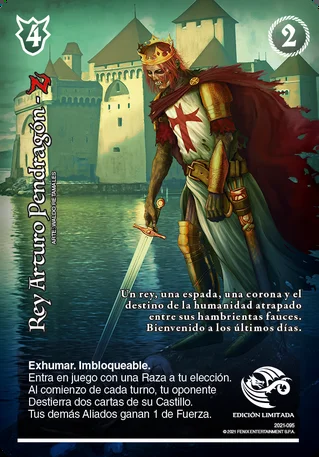 4
2
Rey Arturo Pendragón - Z
ARTE: WALDO RETAMALES
Un rey, una espada, una corona y el
destino de la humanidad atrapado
entre sus hambrientas fauces.
Bienvenido a los últimos días.
Exhumar. Imbloqueable.
Entra en juego con una Raza a tu elección.
Al comienzo de cada turno, tu oponente
Destierra dos cartas de su Castillo.
Tus demás Aliados ganan 1 de Fuerza.
EDICIÓN LIMITADA
2021-095
© 2021 FENIX ENTERTAINMENT S.P.A.